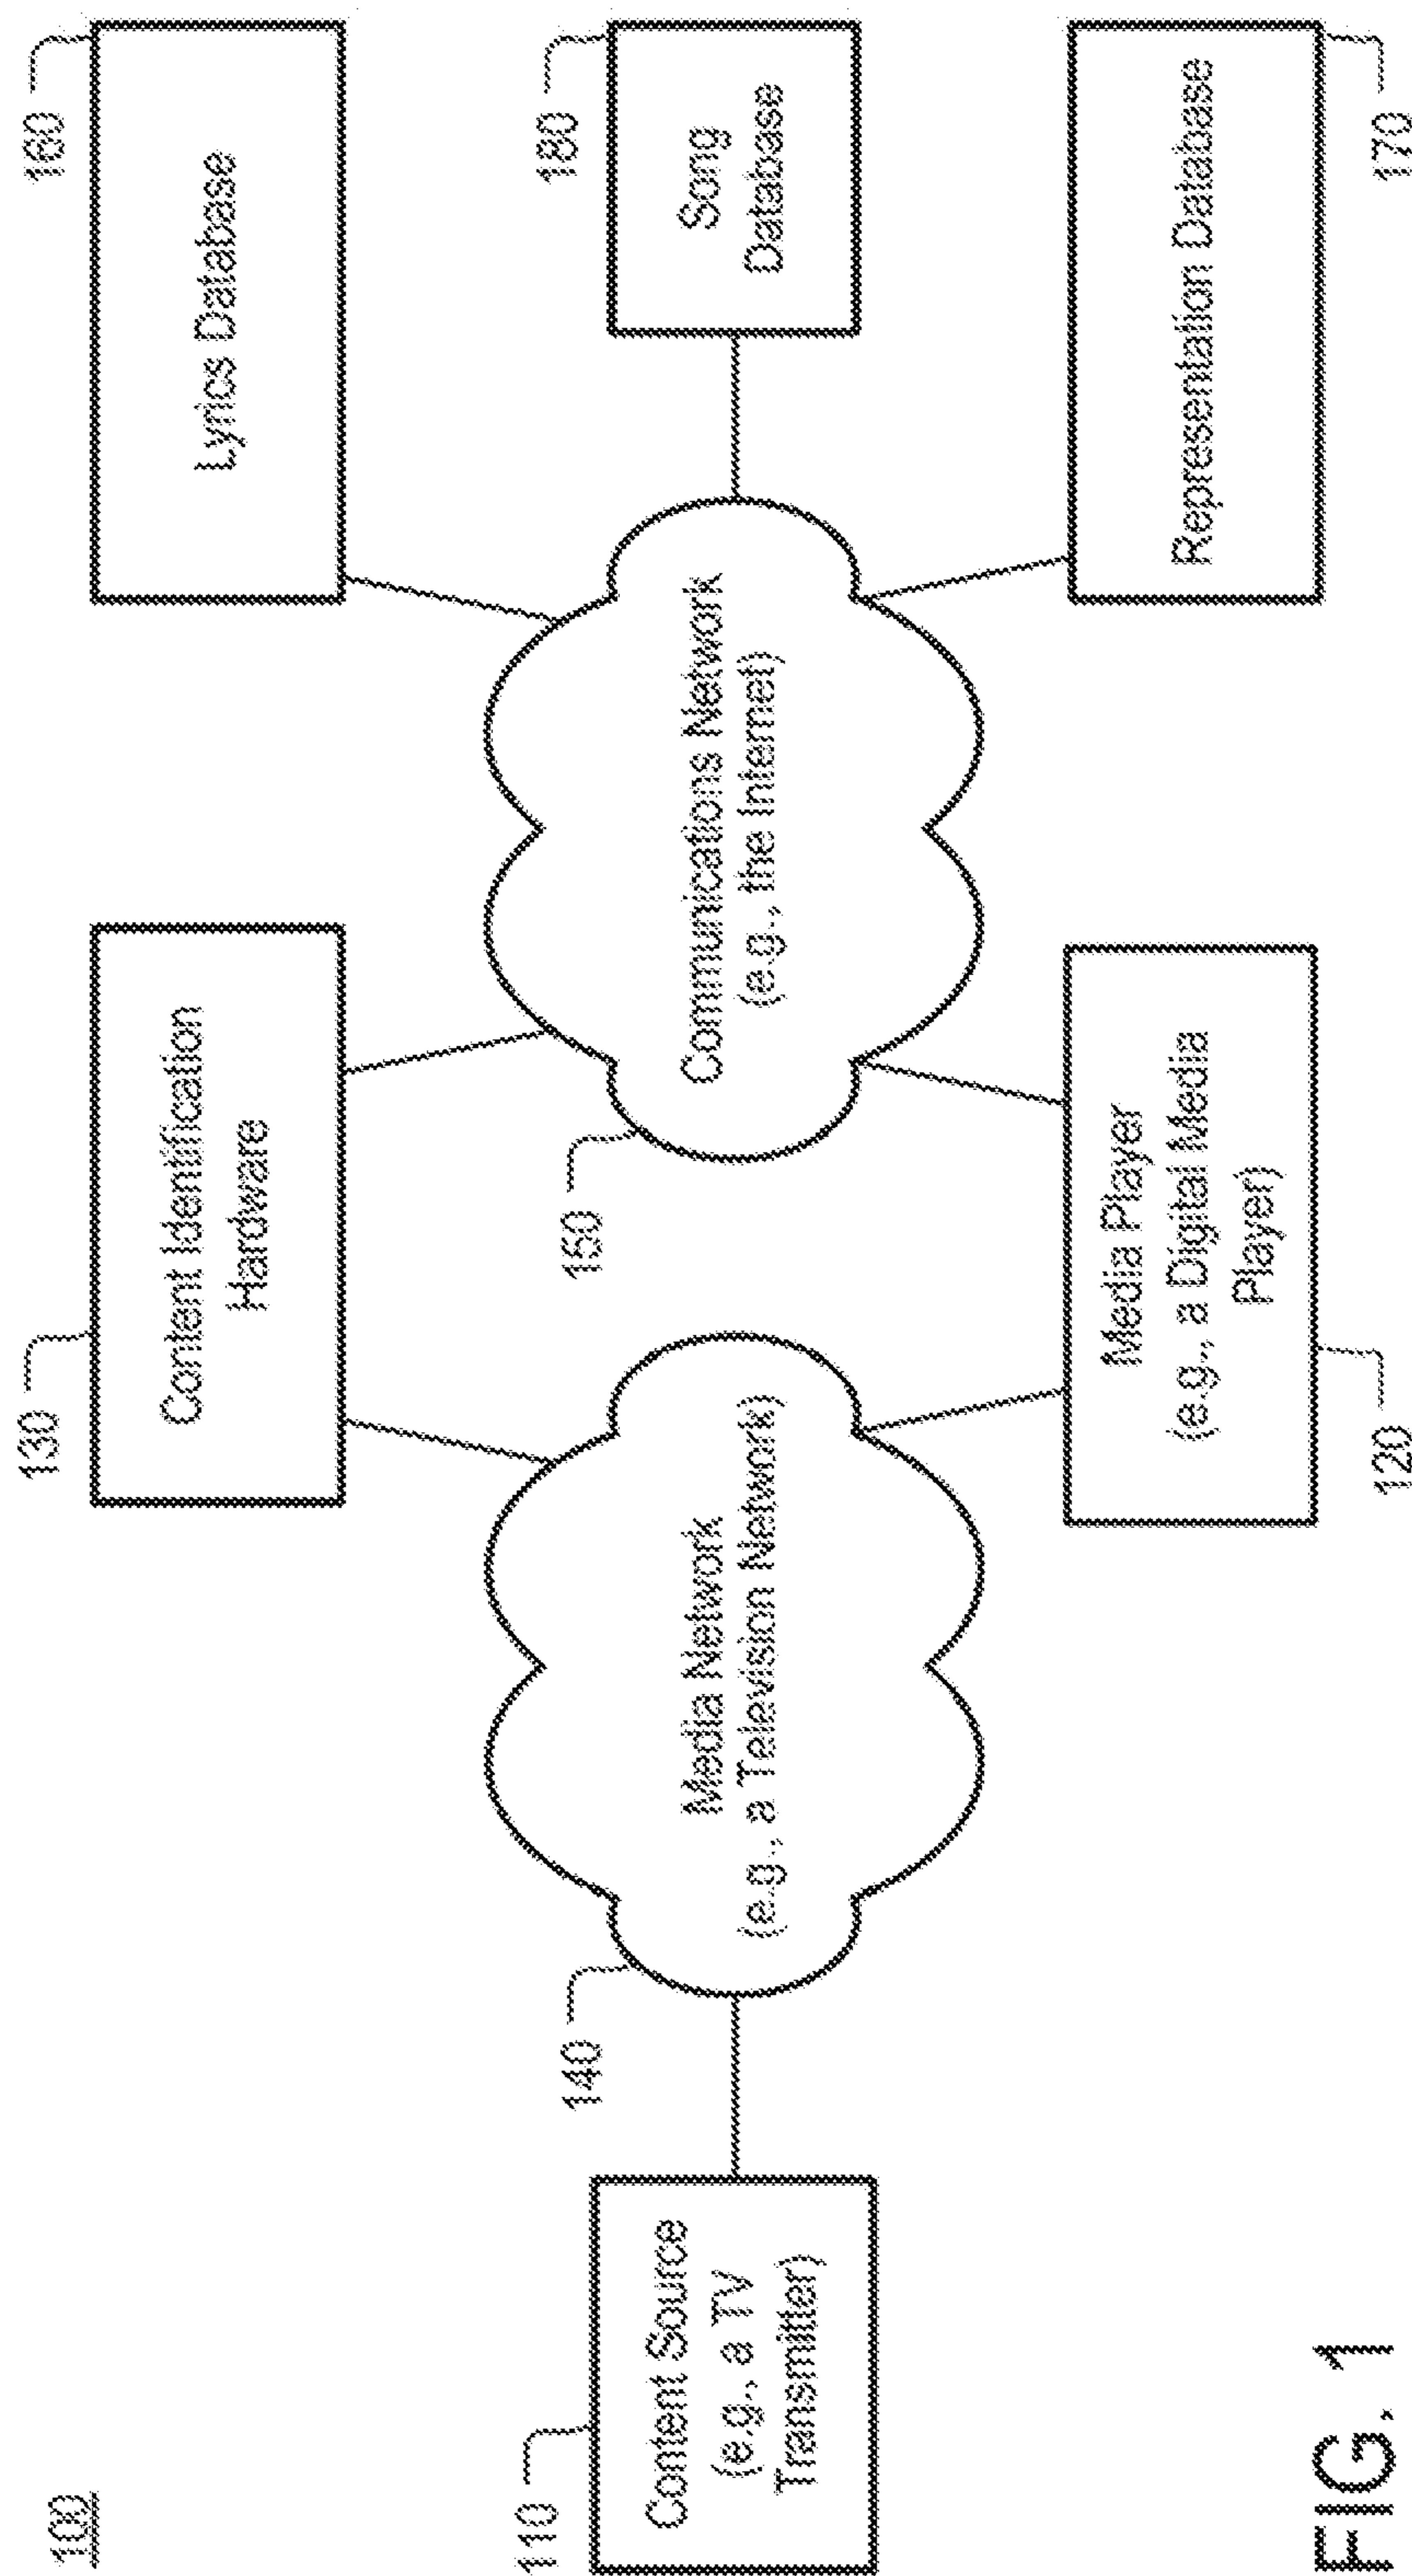 100
110
Content Source
(e.g., a TV
Transmitter)
140
Media Network
(e.g., a Television Network)
130
Content Identification
Hardware
120
Media Player
(e.g., a Digital Media
Player)
150
Communications Network
(e.g., the Internet)
160
Lyrics Database
180
Song
Database
170
Representation Database
FIG. 1